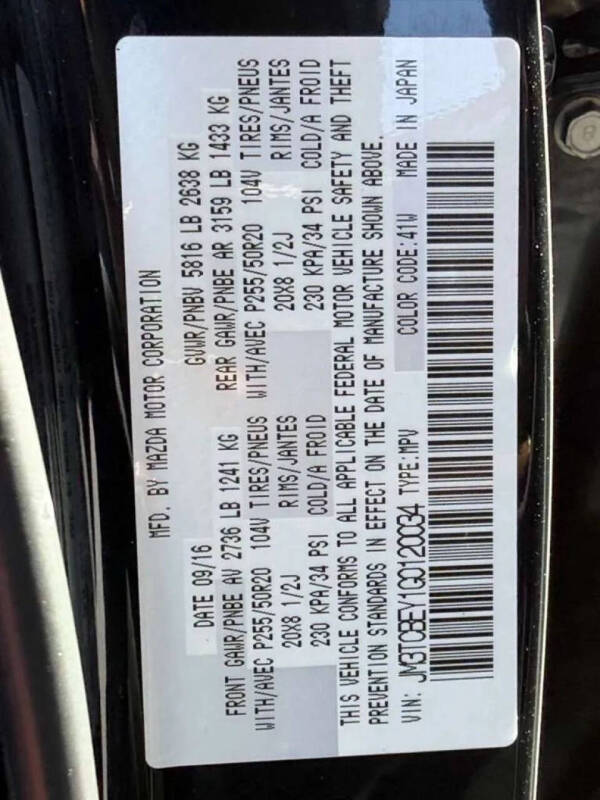 MFD. BY MAZDA MOTOR CORPORATION
DATE 09/16 GVWR/PNBV 5816 LB 2638 KG
FRONT GAWR/PNBE AV 2736 LB 1241 KG REAR GAWR/PNBE AR 3159 LB 1433 KG
WITH/AVEC P255/50R20 104V TIRES/PNEUS WITH/AVEC P255/50R20 104V TIRES/PNEUS
20X8 1/2J RIMS/JANTES 20X8 1/2J RIMS/JANTES
230 KPA/34 PSI COLD/A FROID 230 KPA/34 PSI COLD/A FROID
THIS VEHICLE CONFORMS TO ALL APPLICABLE FEDERAL MOTOR VEHICLE SAFETY AND THEFT
PREVENTION STANDARDS IN EFFECT ON THE DATE OF MANUFACTURE SHOWN ABOVE.
VIN: JM3TCBEY1G0120034 TYPE:MPV COLOR CODE:41W MADE IN JAPAN